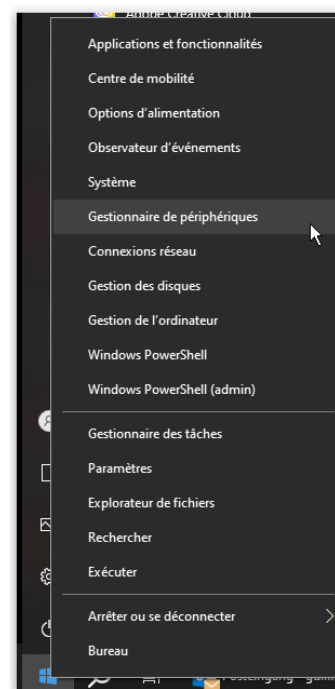 Adobe Creative Cloud
Applications et fonctionnalités
Centre de mobilité
Options d’alimentation
Observateur d’événements
Système
Gestionnaire de périphériques
Connexions réseau
Gestion des disques
Gestion de l’ordinateur
Windows PowerShell
Windows PowerShell (admin)
Gestionnaire des tâches
Paramètres
Explorateur de fichiers
Rechercher
Exécuter
Arrêter ou se déconnecter
Bureau
Posteingang -